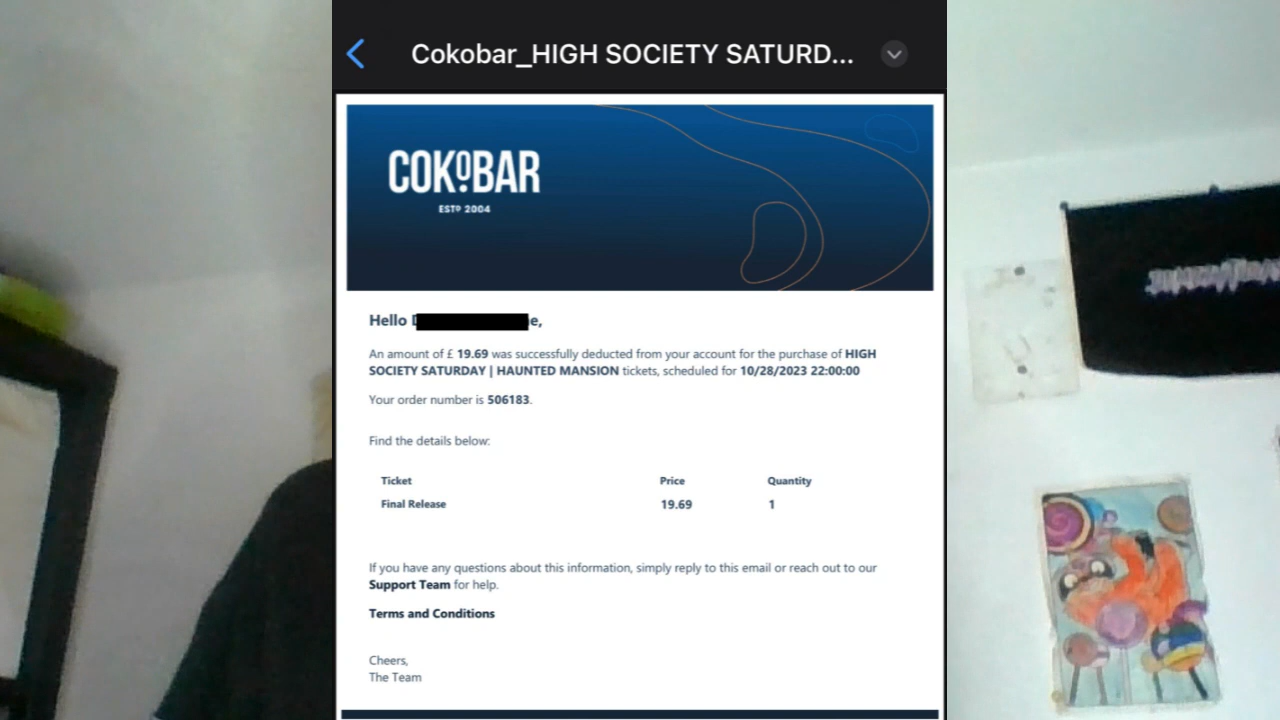 Cokobar_HIGH SOCIETY SATURD...
COKOBAR
ESTD 2004
Hello e,
An amount of £ 19.69 was successfully deducted from your account for the purchase of HIGH
SOCIETY SATURDAY | HAUNTED MANSION tickets, scheduled for 10/28/2023 22:00:00
Your order number is 506183.
Find the details below:
Ticket Price Quantity
Final Release 19.69 1
If you have any questions about this information, simply reply to this email or reach out to our
Support Team for help.
Terms and Conditions
Cheers,
The Team